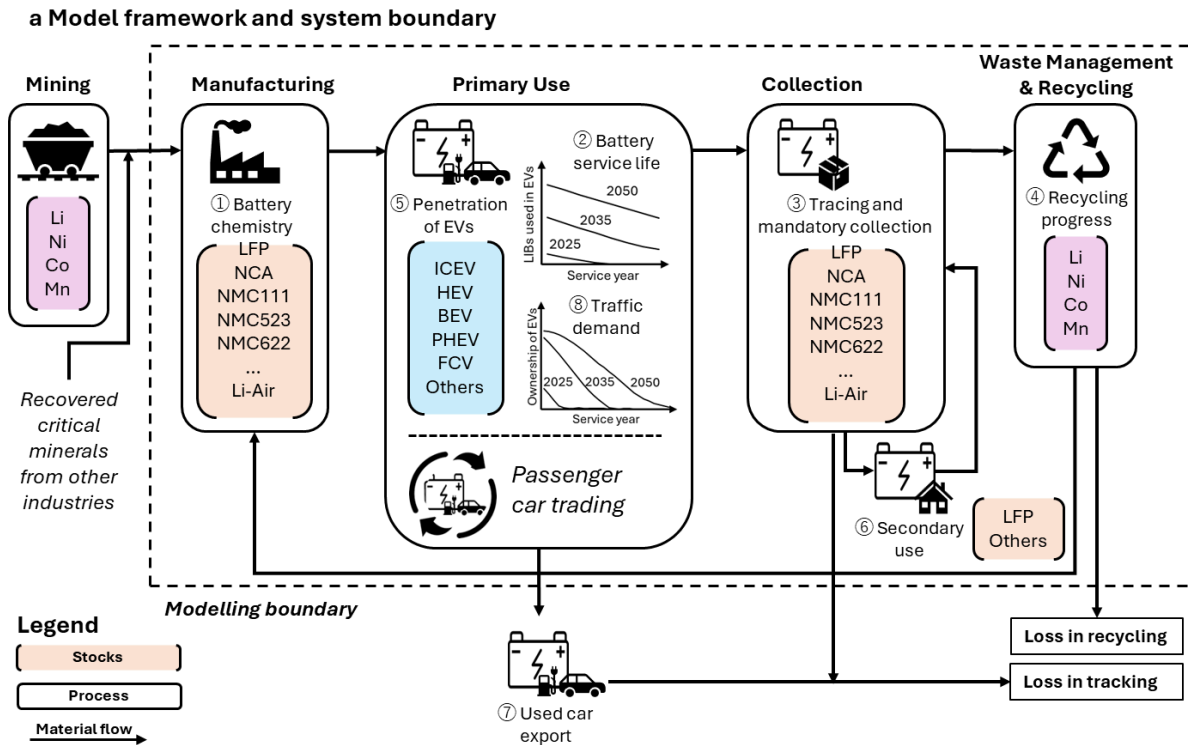 a Model framework and system boundary
Mining
Li
Ni
Co
Mn
Recovered
critical
minerals
from other
industries
Manufacturing
① Battery
chemistry
LFP
NCA
NMC111
NMC523
NMC622
...
Li-Air
Primary Use
⑤ Penetration
of EVs
ICEV
HEV
BEV
PHEV
FCV
Others
② Battery
service life
LIBs used in EVs
2050
2035
2025
Service year
⑧ Traffic
demand
Ownership of EVs
2025
2035
2050
Service year
Passenger
car trading
Collection
③ Tracing and
mandatory collection
LFP
NCA
NMC111
NMC523
NMC622
...
Li-Air
⑥ Secondary
use
LFP
Others
Waste Management
& Recycling
④ Recycling
progress
Li
Ni
Co
Mn
Modelling boundary
Legend
Stocks
Process
Material flow
⑦ Used car
export
Loss in recycling
Loss in tracking